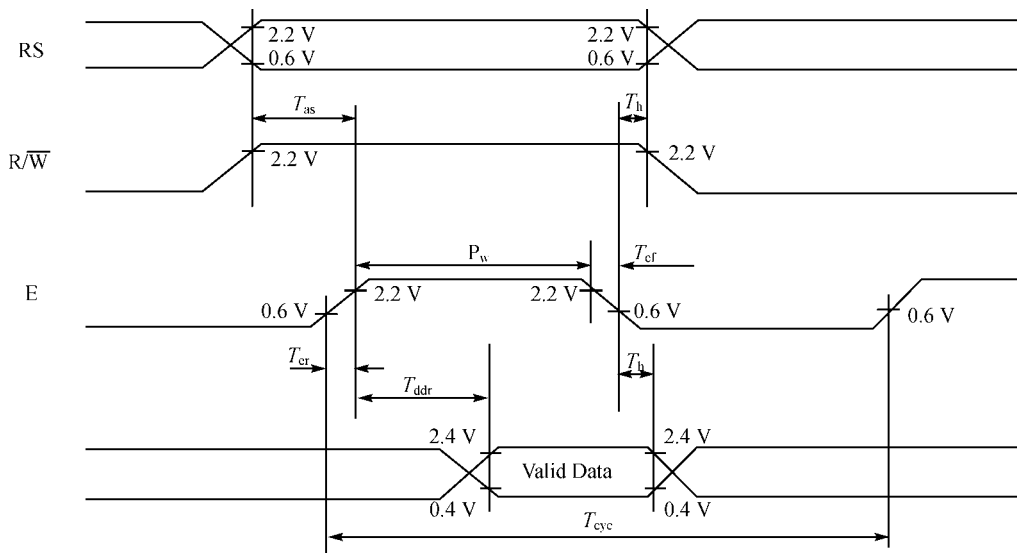 RS
2.2 V
2.2 V
0.6 V
0.6 V
Tas
Th
R/W̅
2.2 V
2.2 V
Pw
Tef
E
0.6 V
2.2 V
2.2 V
0.6 V
0.6 V
Ter
Th
Tddr
2.4 V
2.4 V
Valid Data
0.4 V
0.4 V
Tcyc